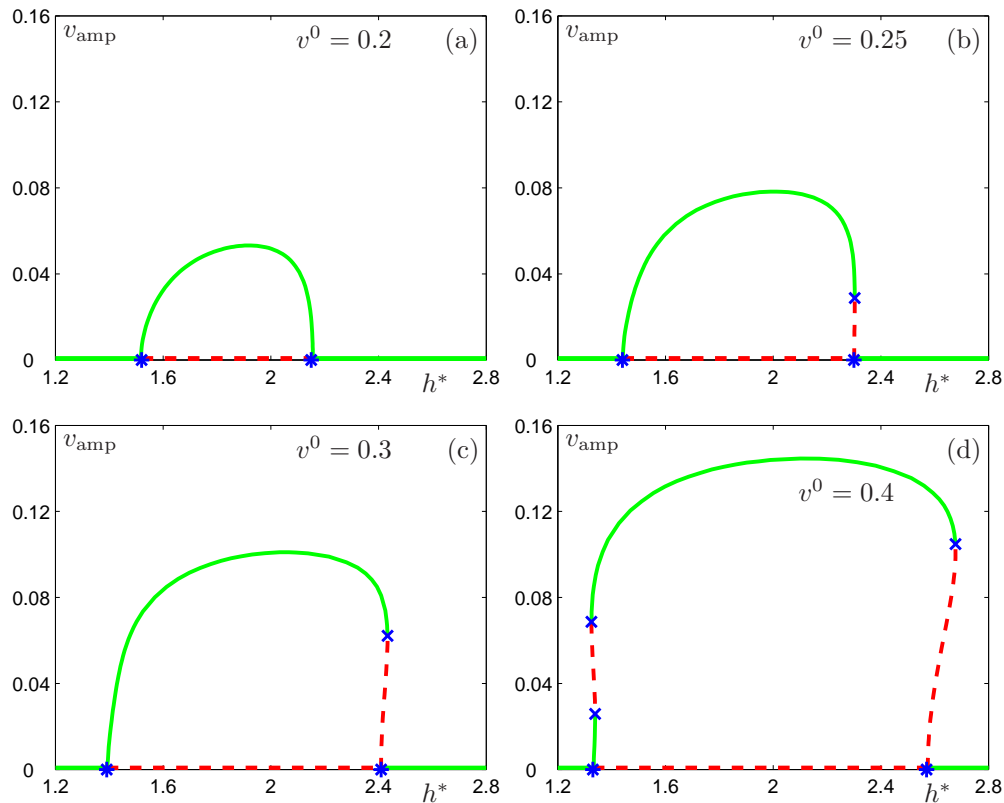 0.16 v_amp v^0 = 0.2 (a)
0.12
0.08
0.04
0
1.2 1.6 2 2.4 h* 2.8
0.16 v_amp v^0 = 0.25 (b)
0.12
0.08
0.04
0
1.2 1.6 2 2.4 h* 2.8
0.16 v_amp v^0 = 0.3 (c)
0.12
0.08
0.04
0
1.2 1.6 2 2.4 h* 2.8
0.16 v_amp (d)
v^0 = 0.4
0.12
0.08
0.04
0
1.2 1.6 2 2.4 h* 2.8